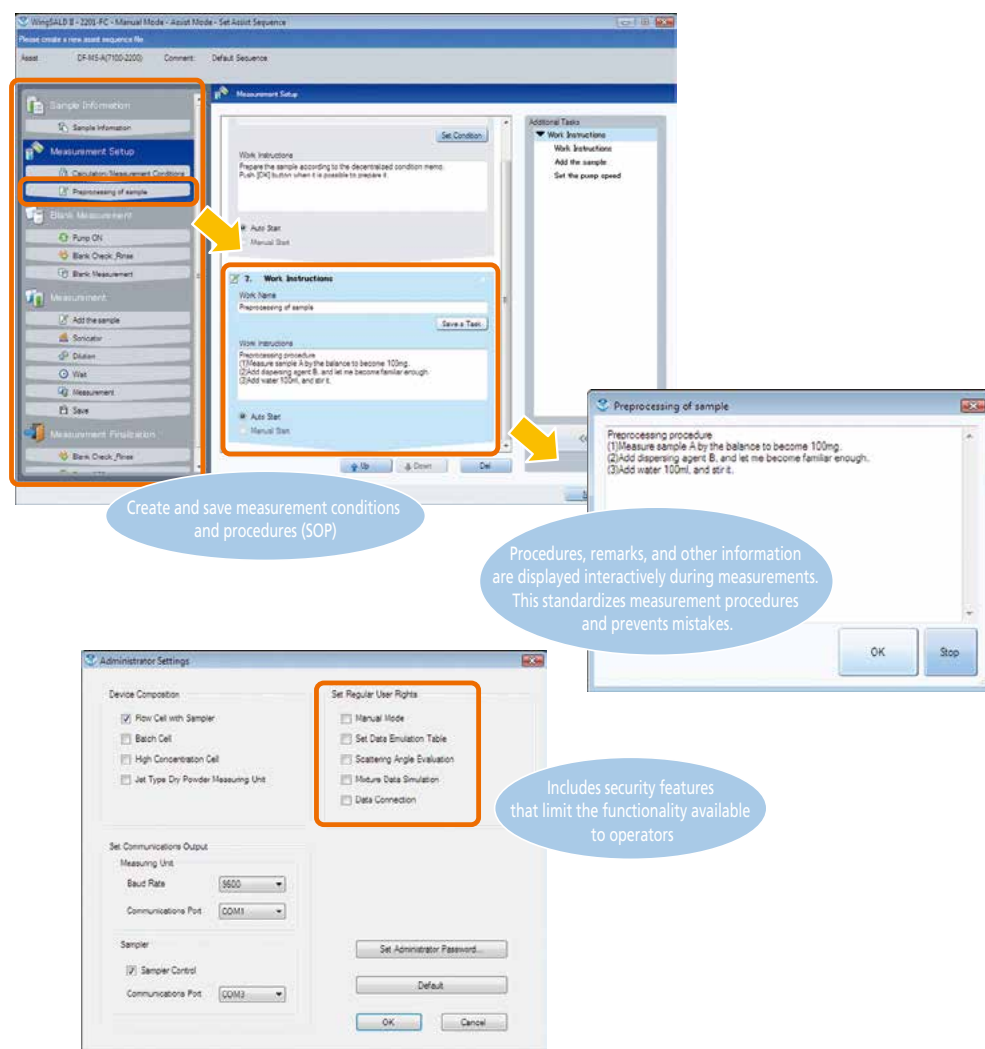 WingSALD II - 2201-PC - Manual Mode - Assist Mode - Set Assist Sequence
Please create a new assist sequence file.
Assist DF-MS-A(7100-2200) Comment: Default Sequence
Sample Information
Sample Information
Measurement Setup
Calculation/Measurement Conditions
Preprocessing of sample
Blank Measurement
Pump ON
Blank Check_Rinse
Blank Measurement
Measurement
Add the sample
Sonicator
Dilution
Wait
Measurement
Save
Measurement Finalization
Blank Check_Rinse
Measurement Setup
Set Condition
Work Instructions
Prepare the sample according to the decentralized condition memo.
Push [OK] button when it is possible to prepare it.
Auto Start
Manual Start
7. Work Instructions
Work Name
Preprocessing of sample
Save a Task
Work Instructions
Preprocessing procedure
(1)Measure sample A by the balance to become 100mg.
(2)Add dispersing agent B, and let me become familiar enough.
(3)Add water 100ml, and stir it.
Auto Start
Manual Start
Up Down Del
Additional Tasks
Work Instructions
Work Instructions
Add the sample
Set the pump speed
Create and save measurement conditions
and procedures (SOP)
Preprocessing of sample
Preprocessing procedure
(1)Measure sample A by the balance to become 100mg.
(2)Add dispersing agent B, and let me become familiar enough.
(3)Add water 100ml, and stir it.
OK Stop
Procedures, remarks, and other information
are displayed interactively during measurements.
This standardizes measurement procedures
and prevents mistakes.
Administrator Settings
Device Composition
Flow Cell with Sampler
Batch Cell
High Concentration Cell
Jet Type Dry Powder Measuring Unit
Set Regular User Rights
Manual Mode
Set Data Emulation Table
Scattering Angle Evaluation
Mixture Data Simulation
Data Connection
Includes security features
that limit the functionality available
to operators
Set Communications Output
Measuring Unit
Baud Rate 9600
Communications Port COM1
Sampler
Sampler Control
Communications Port COM3
Set Administrator Password...
Default
OK Cancel